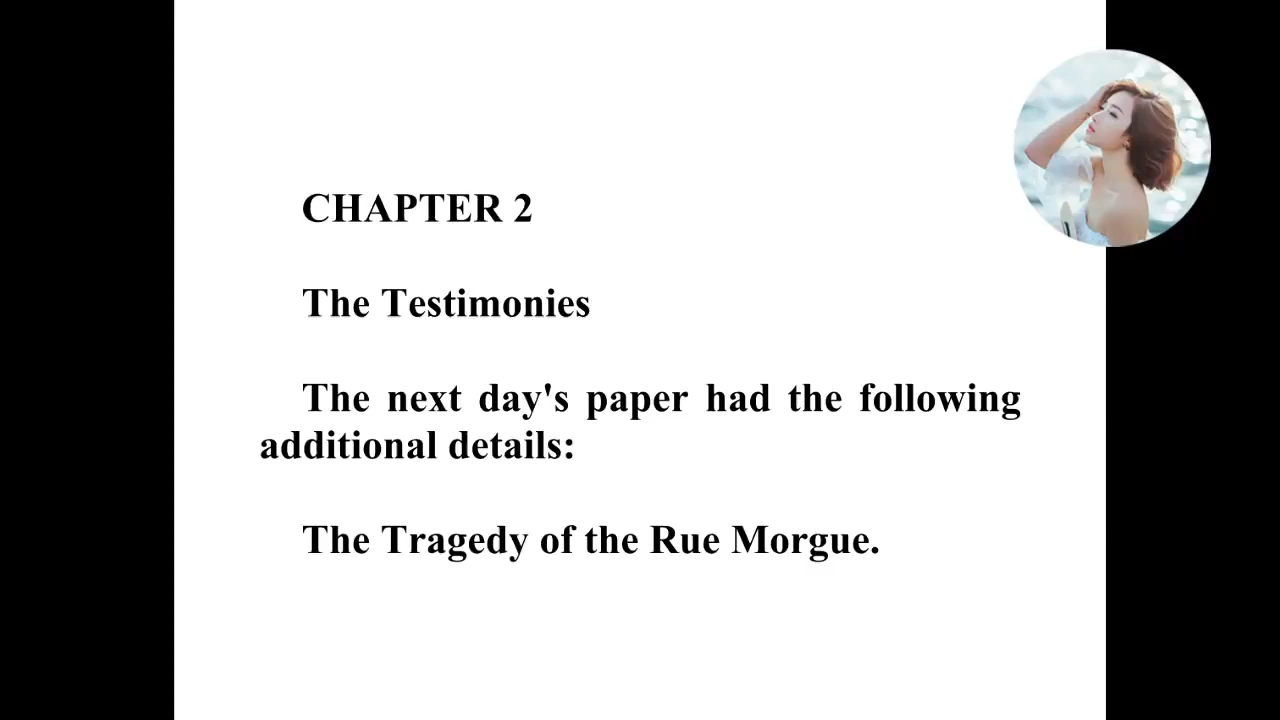 CHAPTER 2
The Testimonies
The next day's paper had the following
additional details:
The Tragedy of the Rue Morgue.